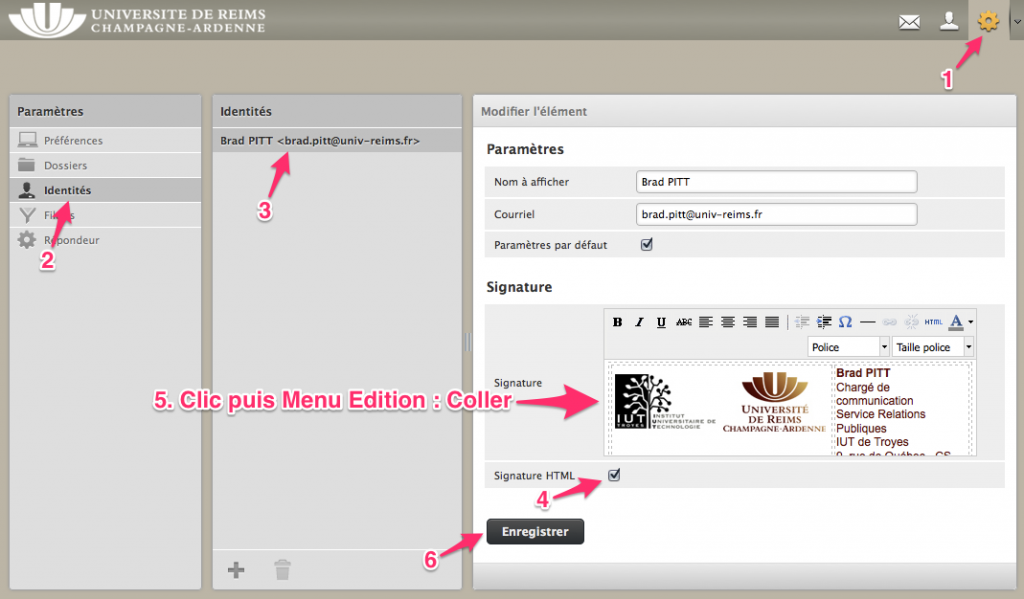 UNIVERSITE DE REIMS
CHAMPAGNE-ARDENNE
1
Paramètres
Préférences
Dossiers
Identités
Répondeur
2
Identités
Brad PITT <brad.pitt@univ-reims.fr>
3
Modifier l'élément
Paramètres
Nom à afficher
Brad PITT
Courriel
brad.pitt@univ-reims.fr
Paramètres par défaut
Signature
B I U ABC Ω HTML A
Police
Taille police
Signature
5. Clic puis Menu Edition : Coller
IUT
TROYES
INSTITUT
UNIVERSITAIRE DE
TECHNOLOGIE
UNIVERSITÉ
DE REIMS
CHAMPAGNE-ARDENNE
Brad PITT
Chargé de
communication
Service Relations
Publiques
IUT de Troyes
9, rue de Québec - CS
Signature HTML
4
Enregistrer
6